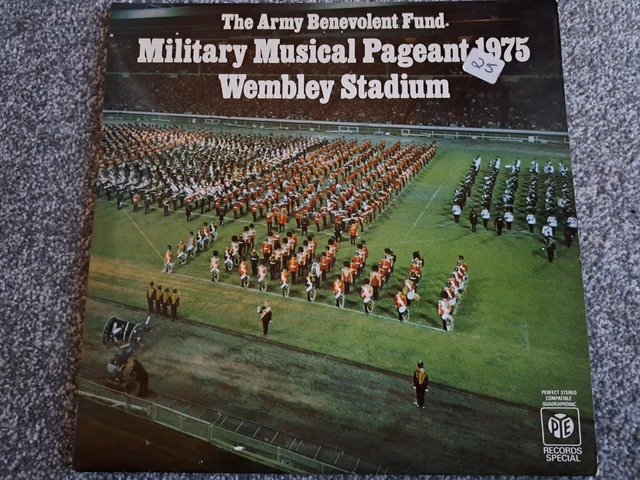 The Army Benevolent Fund.
Military Musical Pageant 1975
Wembley Stadium
25
PERFECT STEREO
COMPATIBLE
QUADRAPHONIC
PYE
RECORDS
SPECIAL